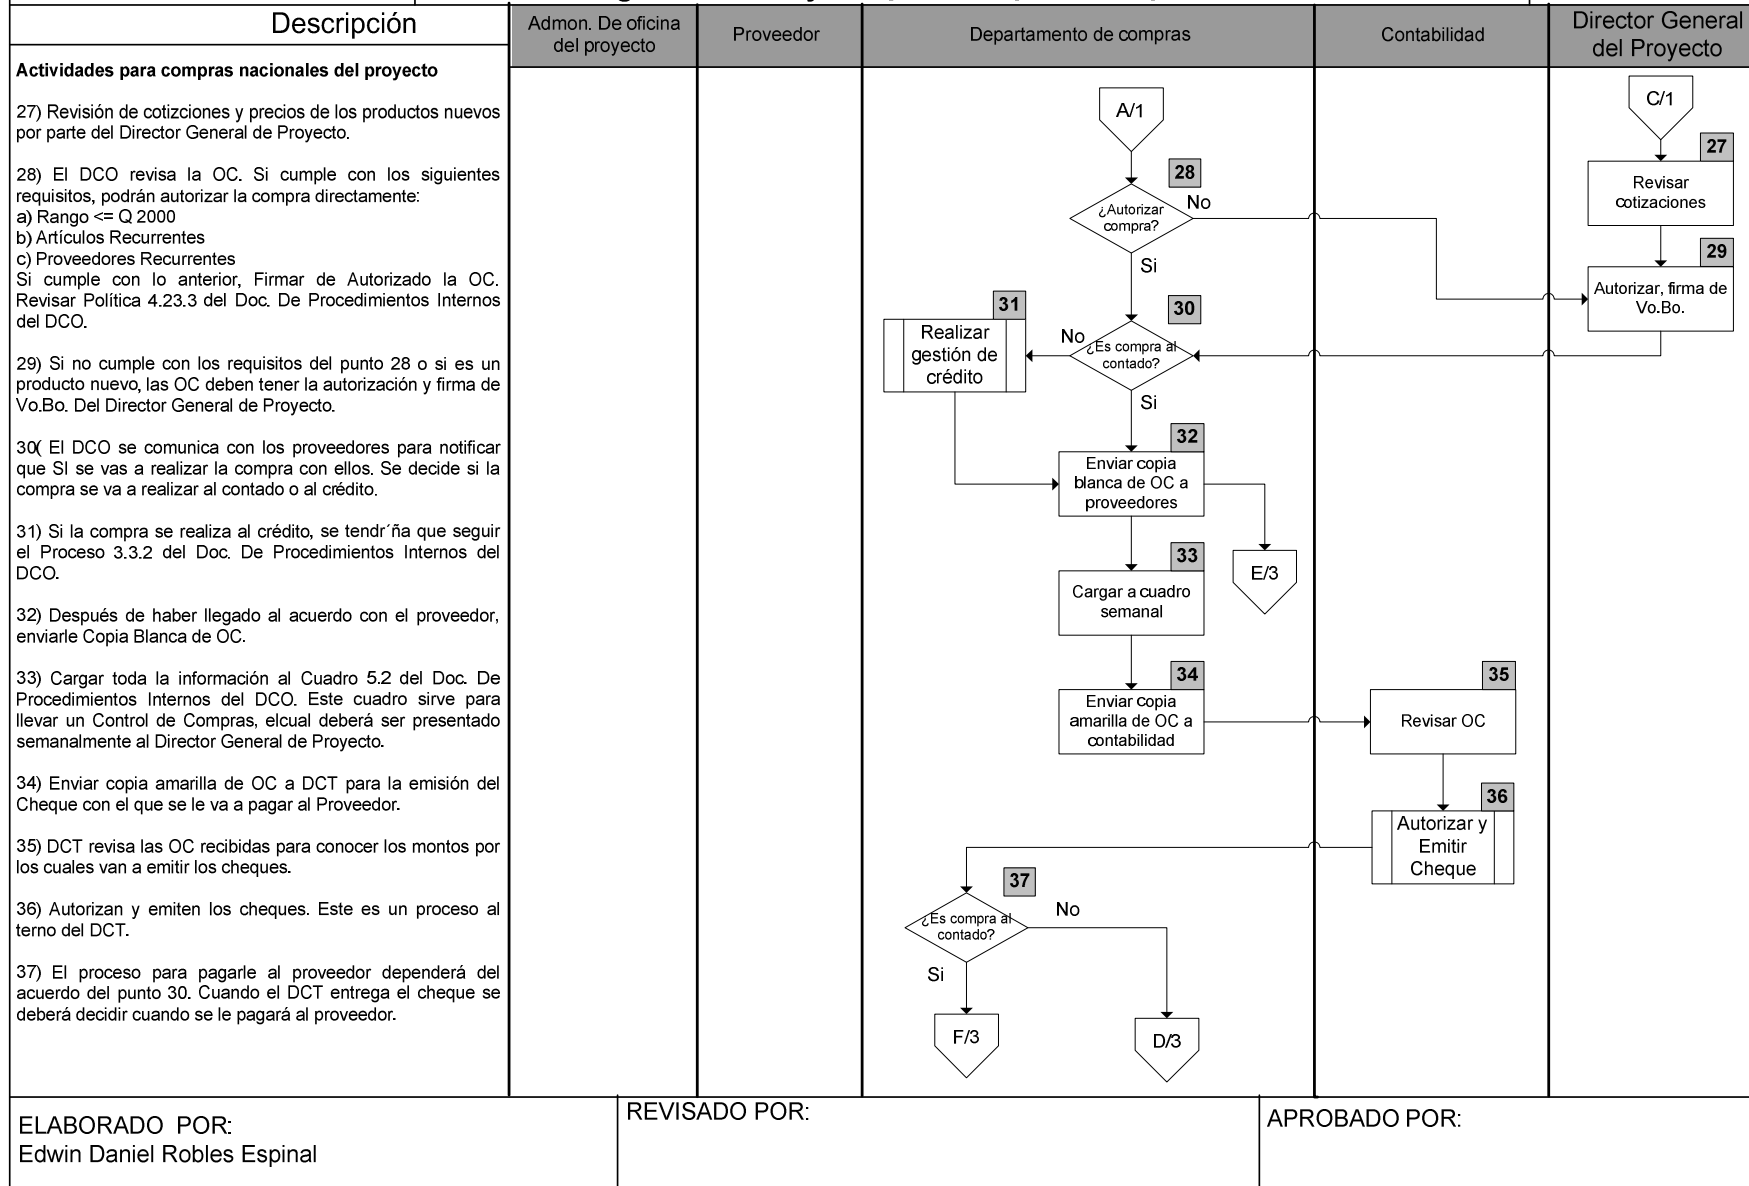 Descripción
Admon. De oficina
del proyecto
Proveedor
Departamento de compras
Contabilidad
Director General
del Proyecto
Actividades para compras nacionales del proyecto
27) Revisión de cotizciones y precios de los productos nuevos
por parte del Director General de Proyecto.
28) El DCO revisa la OC. Si cumple con los siguientes
requisitos, podrán autorizar la compra directamente:
a) Rango <= Q 2000
b) Artículos Recurrentes
c) Proveedores Recurrentes
Si cumple con lo anterior, Firmar de Autorizado la OC.
Revisar Política 4.23.3 del Doc. De Procedimientos Internos
del DCO.
29) Si no cumple con los requisitos del punto 28 o si es un
producto nuevo, las OC deben tener la autorización y firma de
Vo.Bo. Del Director General de Proyecto.
30( El DCO se comunica con los proveedores para notificar
que SI se vas a realizar la compra con ellos. Se decide si la
compra se va a realizar al contado o al crédito.
31) Si la compra se realiza al crédito, se tendr´ña que seguir
el Proceso 3.3.2 del Doc. De Procedimientos Internos del
DCO.
32) Después de haber llegado al acuerdo con el proveedor,
enviarle Copia Blanca de OC.
33) Cargar toda la información al Cuadro 5.2 del Doc. De
Procedimientos Internos del DCO. Este cuadro sirve para
llevar un Control de Compras, elcual deberá ser presentado
semanalmente al Director General de Proyecto.
34) Enviar copia amarilla de OC a DCT para la emisión del
Cheque con el que se le va a pagar al Proveedor.
35) DCT revisa las OC recibidas para conocer los montos por
los cuales van a emitir los cheques.
36) Autorizan y emiten los cheques. Este es un proceso al
terno del DCT.
37) El proceso para pagarle al proveedor dependerá del
acuerdo del punto 30. Cuando el DCT entrega el cheque se
deberá decidir cuando se le pagará al proveedor.
A/1
C/1
27
Revisar
cotizaciones
28
¿Autorizar
compra?
No
Si
29
Autorizar, firma de
Vo.Bo.
30
¿Es compra al
contado?
No
Si
31
Realizar
gestión de
crédito
32
Enviar copia
blanca de OC a
proveedores
E/3
33
Cargar a cuadro
semanal
34
Enviar copia
amarilla de OC a
contabilidad
35
Revisar OC
36
Autorizar y
Emitir
Cheque
37
¿Es compra al
contado?
No
Si
F/3
D/3
ELABORADO POR:
Edwin Daniel Robles Espinal
REVISADO POR:
APROBADO POR: